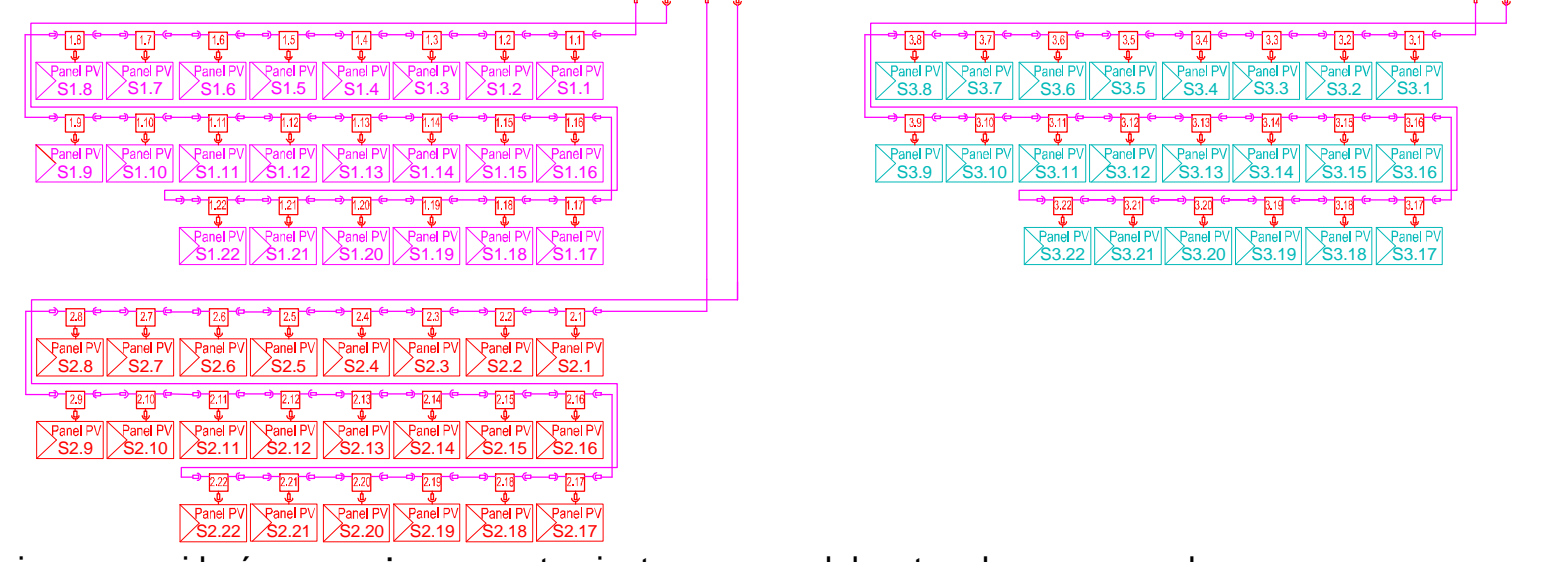 1.8 1.7 1.6 1.5 1.4 1.3 1.2 1.1
Panel PV Panel PV Panel PV Panel PV Panel PV Panel PV Panel PV Panel PV
S1.8 S1.7 S1.6 S1.5 S1.4 S1.3 S1.2 S1.1
1.9 1.10 1.11 1.12 1.13 1.14 1.15 1.16
Panel PV Panel PV Panel PV Panel PV Panel PV Panel PV Panel PV Panel PV
S1.9 S1.10 S1.11 S1.12 S1.13 S1.14 S1.15 S1.16
1.22 1.21 1.20 1.19 1.18 1.17
Panel PV Panel PV Panel PV Panel PV Panel PV Panel PV
S1.22 S1.21 S1.20 S1.19 S1.18 S1.17
2.8 2.7 2.6 2.5 2.4 2.3 2.2 2.1
Panel PV Panel PV Panel PV Panel PV Panel PV Panel PV Panel PV Panel PV
S2.8 S2.7 S2.6 S2.5 S2.4 S2.3 S2.2 S2.1
2.9 2.10 2.11 2.12 2.13 2.14 2.15 2.16
Panel PV Panel PV Panel PV Panel PV Panel PV Panel PV Panel PV Panel PV
S2.9 S2.10 S2.11 S2.12 S2.13 S2.14 S2.15 S2.16
2.22 2.21 2.20 2.19 2.18 2.17
Panel PV Panel PV Panel PV Panel PV Panel PV Panel PV
S2.22 S2.21 S2.20 S2.19 S2.18 S2.17
3.8 3.7 3.6 3.5 3.4 3.3 3.2 3.1
Panel PV Panel PV Panel PV Panel PV Panel PV Panel PV Panel PV Panel PV
S3.8 S3.7 S3.6 S3.5 S3.4 S3.3 S3.2 S3.1
3.9 3.10 3.11 3.12 3.13 3.14 3.15 3.16
Panel PV Panel PV Panel PV Panel PV Panel PV Panel PV Panel PV Panel PV
S3.9 S3.10 S3.11 S3.12 S3.13 S3.14 S3.15 S3.16
3.22 3.21 3.20 3.19 3.18 3.17
Panel PV Panel PV Panel PV Panel PV Panel PV Panel PV
S3.22 S3.21 S3.20 S3.19 S3.18 S3.17